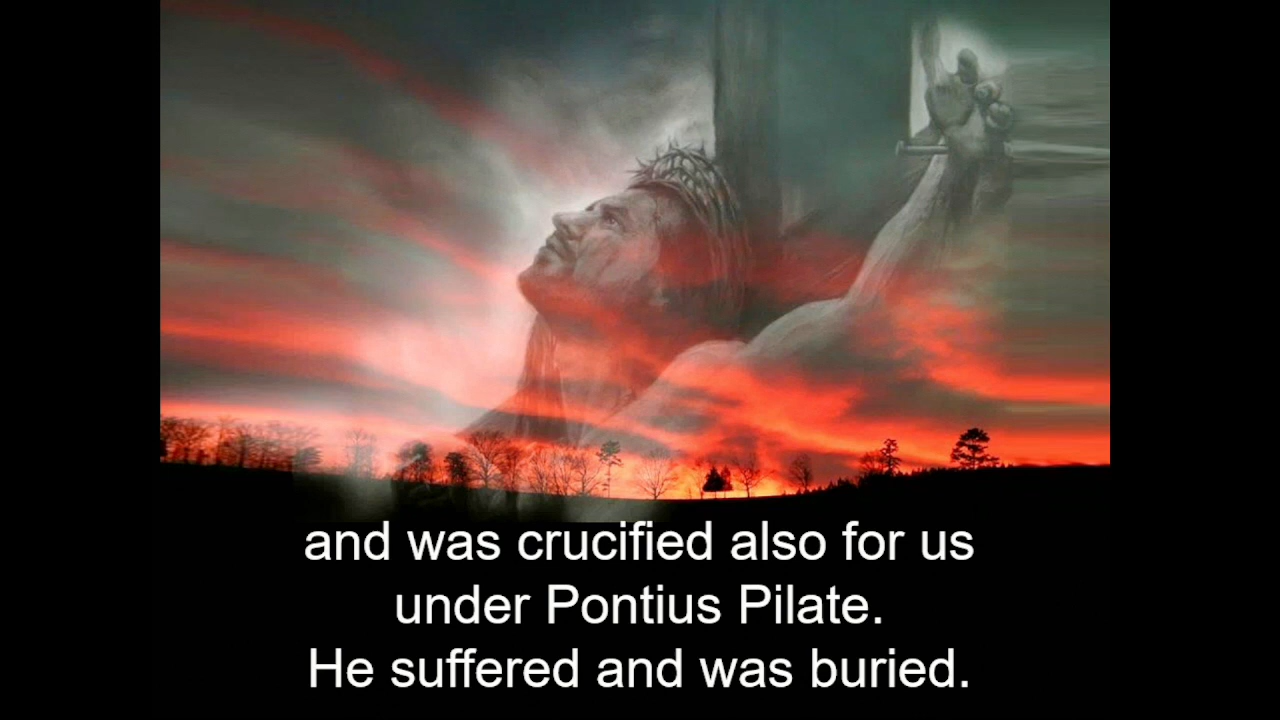 and was crucified also for us
under Pontius Pilate.
He suffered and was buried.